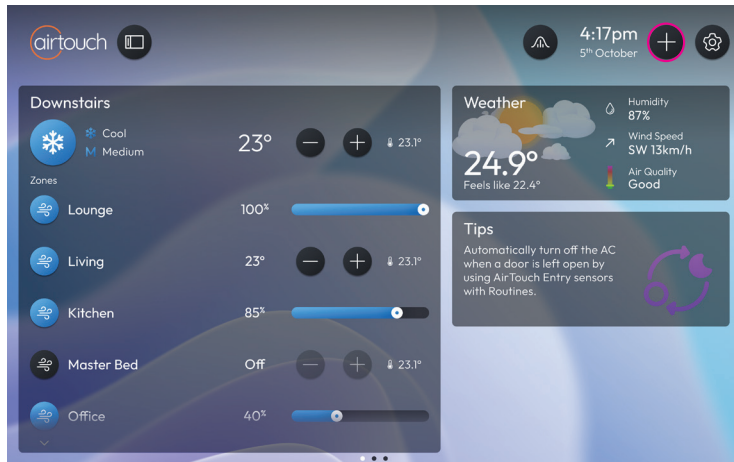 airtouch
4:17pm
5th October
Downstairs
Cool
M Medium
23°
23.1°
Zones
Lounge 100%
Living 23° 23.1°
Kitchen 85%
Master Bed Off 23.1°
Office 40%
Weather
24.9°
Feels like 22.4°
Humidity
87%
Wind Speed
SW 13km/h
Air Quality
Good
Tips
Automatically turn off the AC
when a door is left open by
using AirTouch Entry sensors
with Routines.